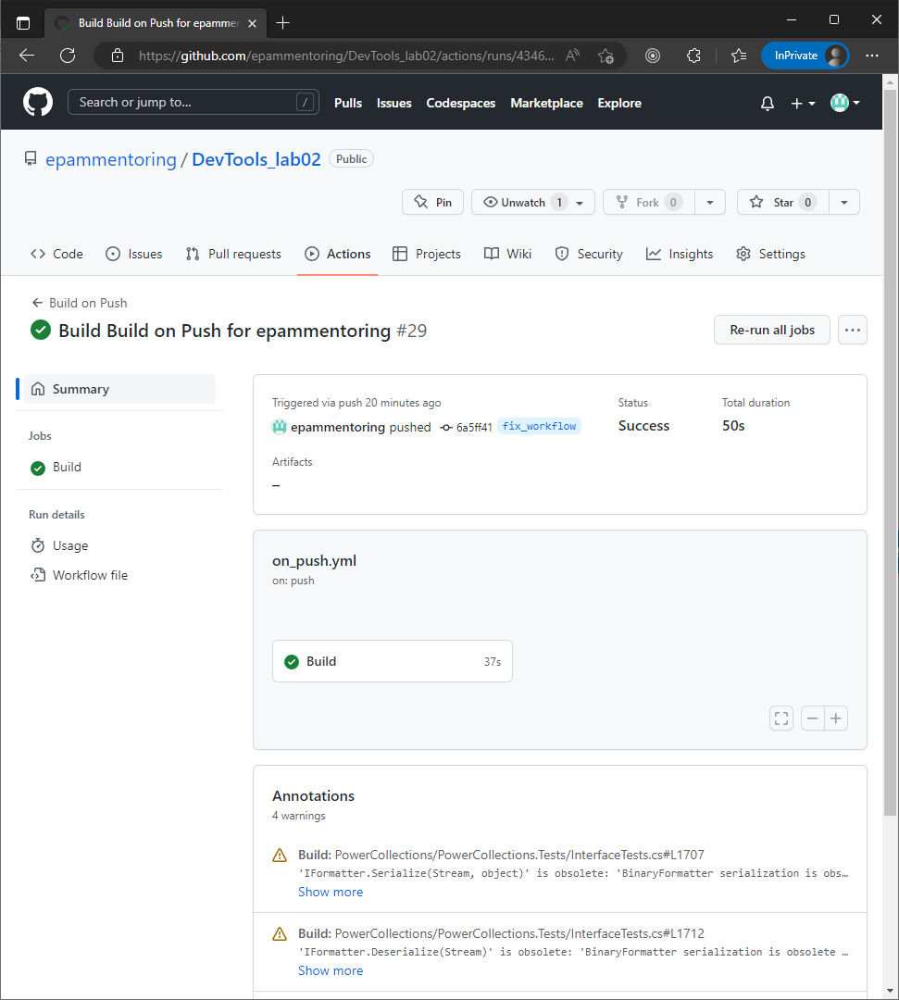 Build Build on Push for epammen
https://github.com/epammentoring/DevTools_lab02/actions/runs/4346...
InPrivate
Search or jump to...
/
Pulls
Issues
Codespaces
Marketplace
Explore
epammentoring / DevTools_lab02
Public
Pin
Unwatch 1
Fork 0
Star 0
Code
Issues
Pull requests
Actions
Projects
Wiki
Security
Insights
Settings
Build on Push
Build Build on Push for epammentoring #29
Re-run all jobs
Summary
Jobs
Build
Run details
Usage
Workflow file
Triggered via push 20 minutes ago
epammentoring pushed 6a5ff41 fix_workflow
Status
Success
Total duration
50s
Artifacts
–
on_push.yml
on: push
Build 37s
Annotations
4 warnings
Build: PowerCollections/PowerCollections.Tests/InterfaceTests.cs#L1707
'IFormatter.Serialize(Stream, object)' is obsolete: 'BinaryFormatter serialization is obs…
Show more
Build: PowerCollections/PowerCollections.Tests/InterfaceTests.cs#L1712
'IFormatter.Deserialize(Stream)' is obsolete: 'BinaryFormatter serialization is obsolete …
Show more